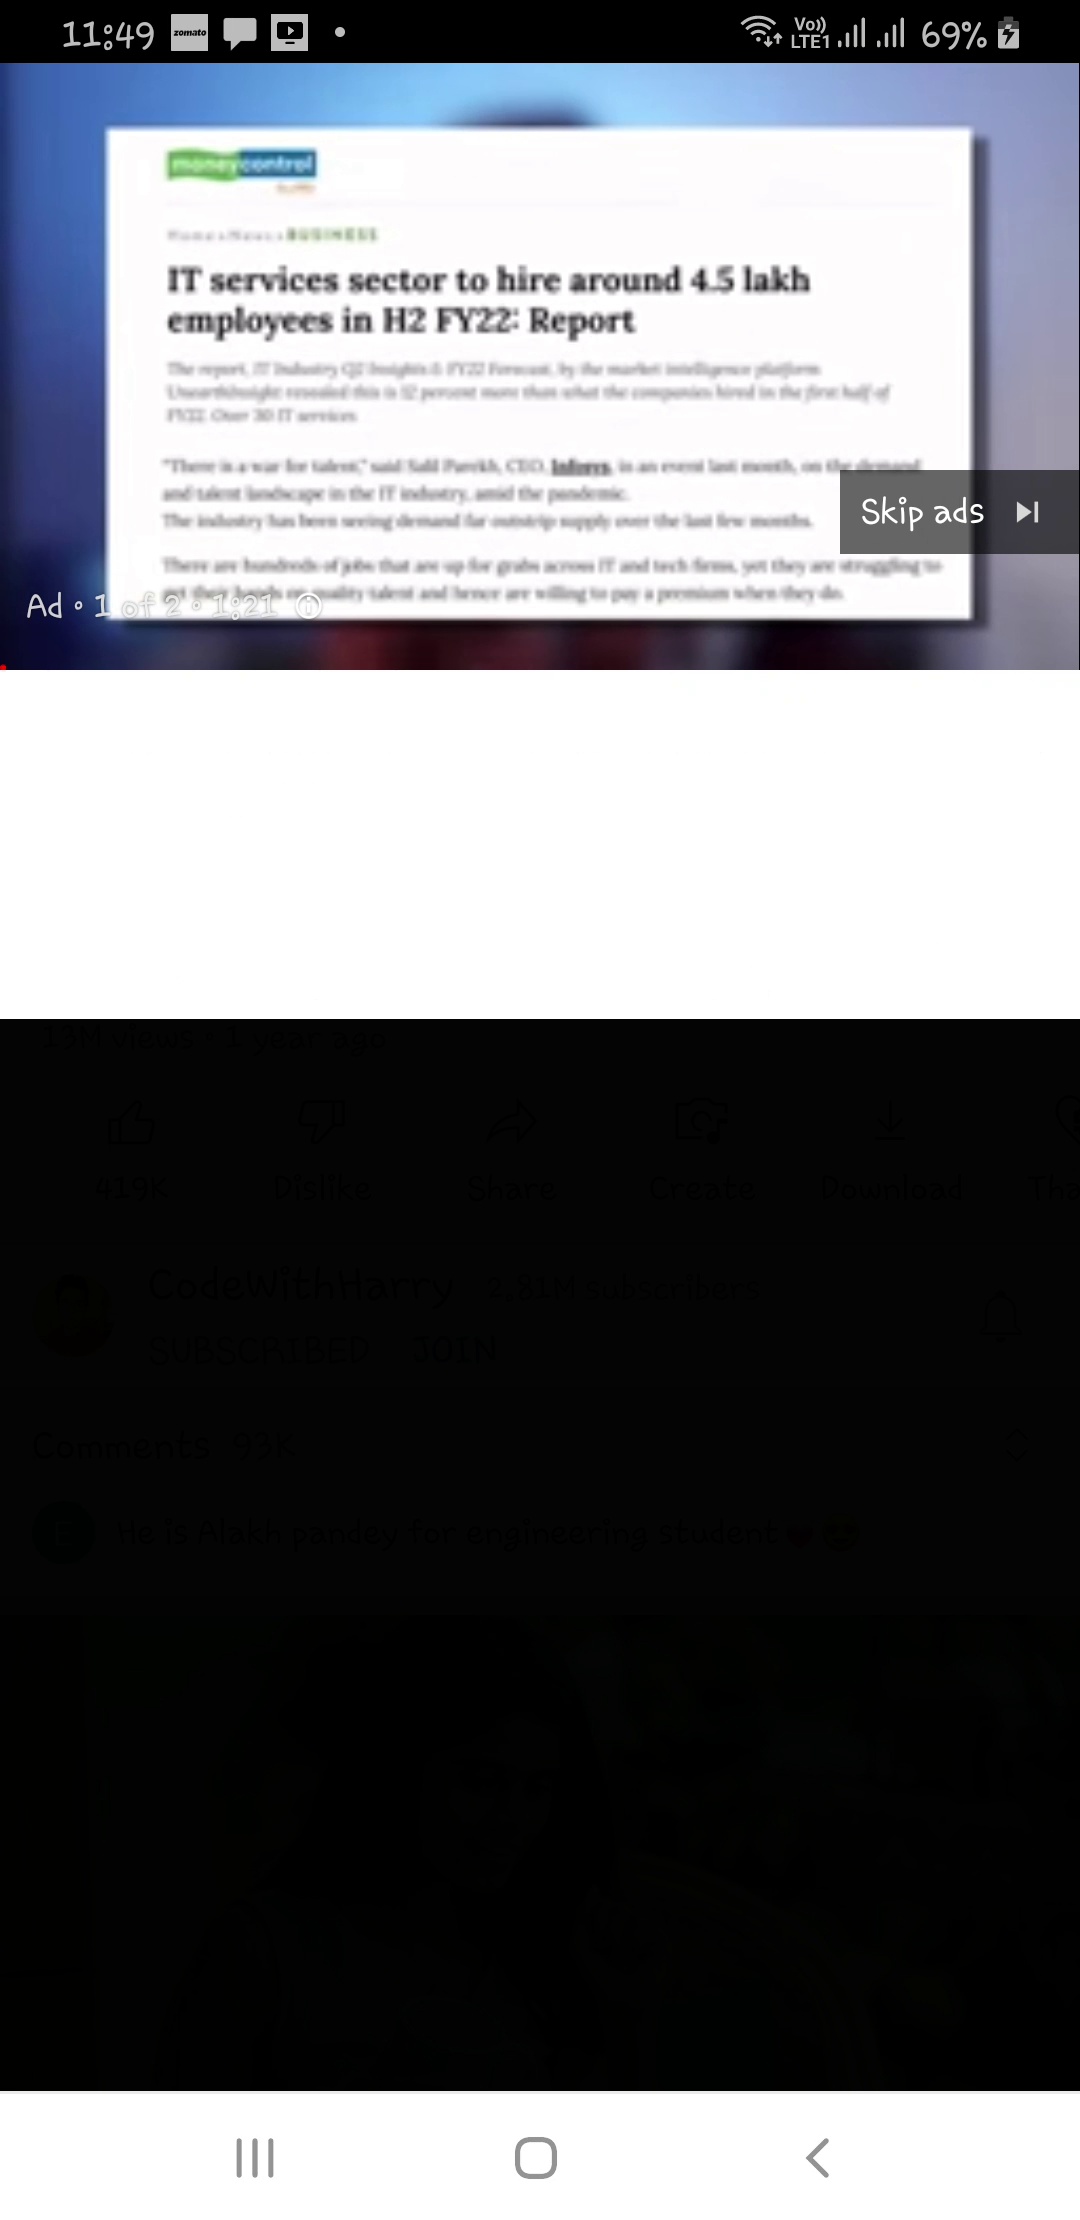 11:49 zomato Vo)) LTE1 69%
moneycontrol
BUSINESS
IT services sector to hire around 4.5 lakh
employees in H2 FY22: Report
The report, IT Industry Q2 Insights & FY22 Forecast, by the market intelligence platform
UnearthInsight revealed this is 12 percent more than what the companies hired in the first half of
FY22. Over 30 IT services
"There is a war for talent," said Salil Parekh, CEO, Infosys, in an event last month, on the demand
and talent landscape in the IT industry, amid the pandemic.
The industry has been seeing demand far outstrip supply over the last few months.
Skip ads
There are hundreds of jobs that are up for grabs across IT and tech firms, yet they are struggling to
quality talent and hence are willing to pay a premium when they do.
Ad • 1 of 2 • 1:21
13M views • 1 year ago
419K Dislike Share Create Download Tha
CodeWithHarry 2.81M subscribers
SUBSCRIBED JOIN
Comments 93K
He is Alakh pandey for engineering student